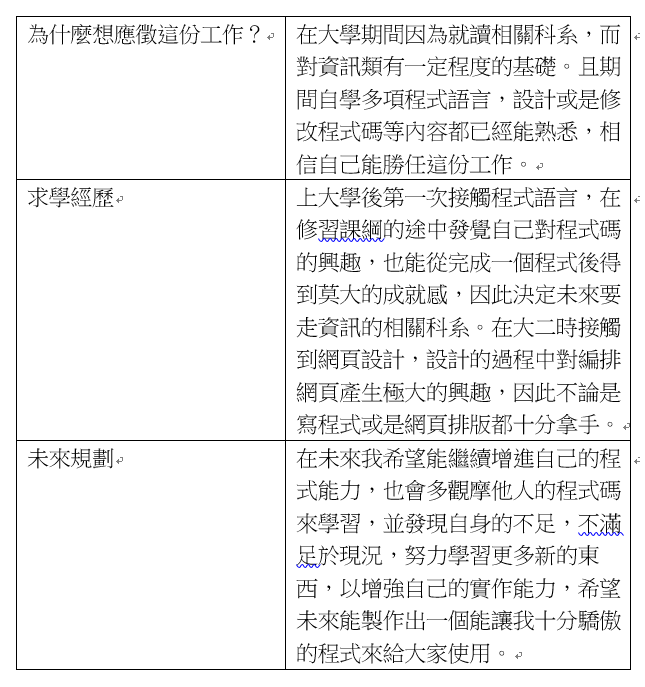 為什麼想應徵這份工作？
在大學期間因為就讀相關科系，而
對資訊類有一定程度的基礎。且期
間自學多項程式語言，設計或是修
改程式碼等內容都已經能熟悉，相
信自己能勝任這份工作。
求學經歷
上大學後第一次接觸程式語言，在
修習課綱的途中發覺自己對程式碼
的興趣，也能從完成一個程式後得
到莫大的成就感，因此決定未來要
走資訊的相關科系。在大二時接觸
到網頁設計，設計的過程中對編排
網頁產生極大的興趣，因此不論是
寫程式或是網頁排版都十分拿手。
未來規劃
在未來我希望能繼續增進自己的程
式能力，也會多觀摩他人的程式碼
來學習，並發現自身的不足，不滿
足於現況，努力學習更多新的東
西，以增強自己的實作能力，希望
未來能製作出一個能讓我十分驕傲
的程式來給大家使用。